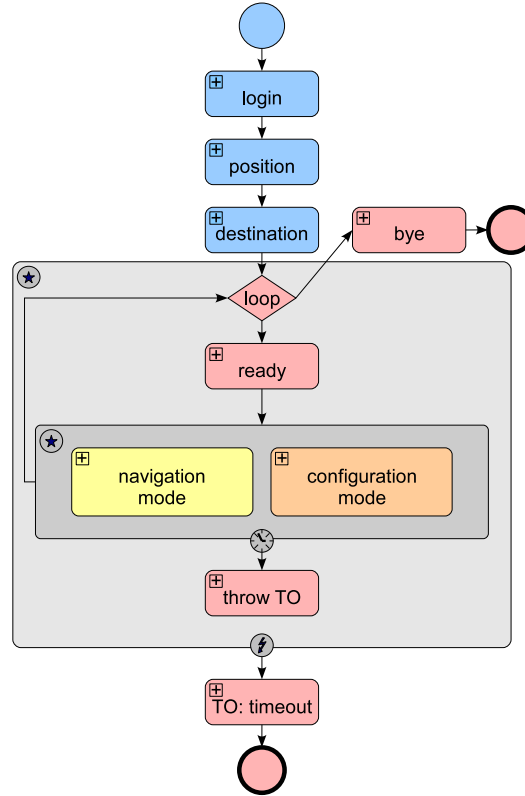 login
position
destination
bye
loop
ready
navigation
mode
configuration
mode
throw TO
TO: timeout